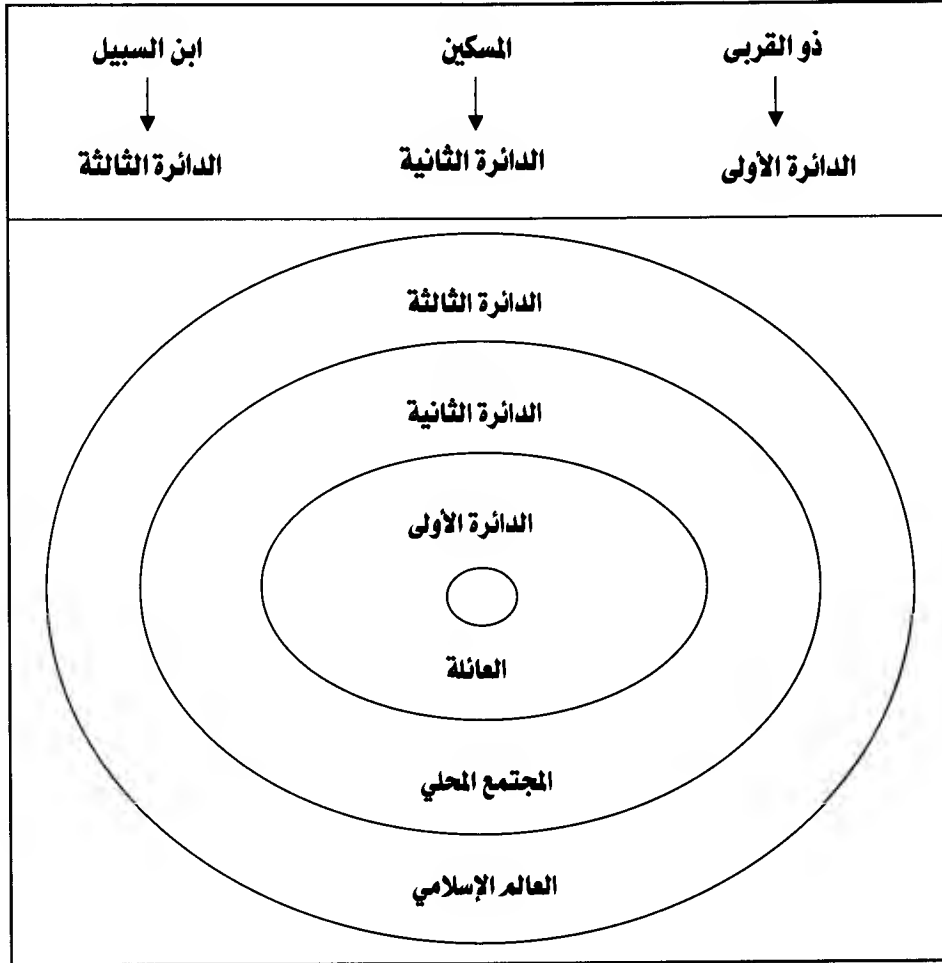 ذو القربى المسكين ابن السبيل
الدائرة الأولى الدائرة الثانية الدائرة الثالثة
الدائرة الثالثة
الدائرة الثانية
الدائرة الأولى
العائلة
المجتمع المحلي
العالم الإسلامي